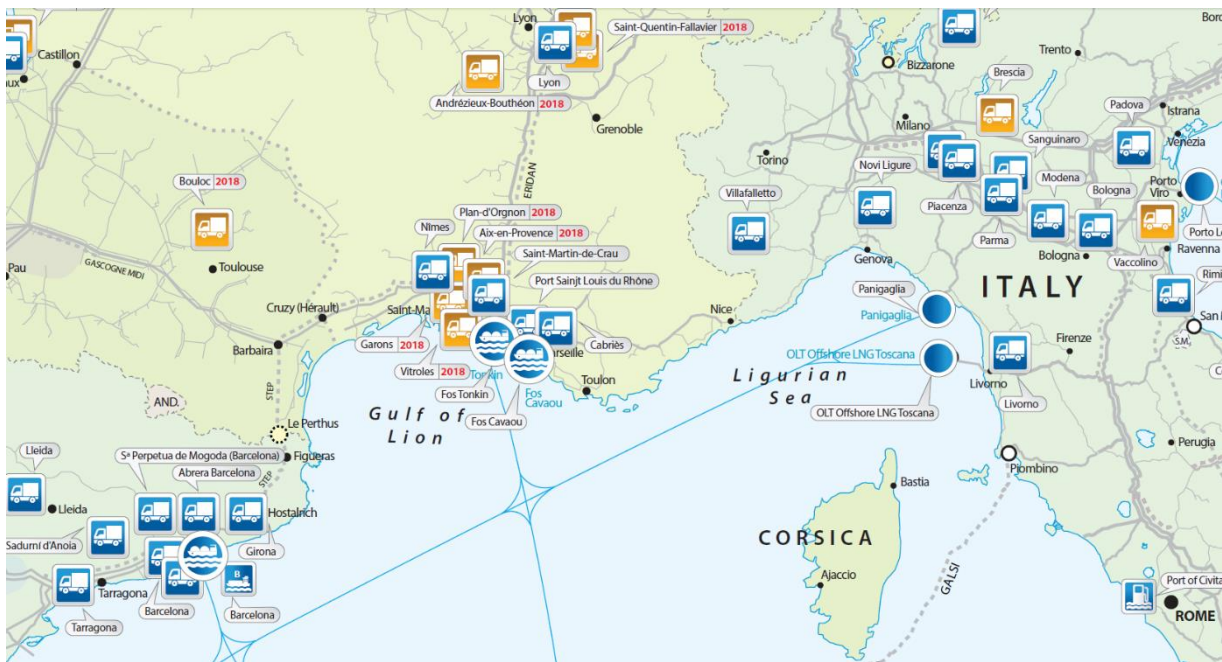 Castillon
Lyon
Saint-Quentin-Fallavier 2018
Lyon
Andrézieux-Bouthéon 2018
Grenoble
Bizzarone
Trento
Brescia
Milano
Padova
Istrana
Venezia
Torino
Novi Ligure
Sanguinaro
Modena
Bologna
Porto
Viro
ERIDAN
Bouloc 2018
Villafalletto
Piacenza
Parma
Bologna
Vaccolino
Ravenna
Plan-d'Orgnon 2018
Nîmes
Aix-en-Provence 2018
Saint-Martin-de-Crau
Port Sainjt Louis du Rhône
Genova
Pau
GASCOGNE MIDI
Toulouse
ITALY
Panigaglia
Panigaglia
Cruzy (Hérault)
Nice
Garons 2018
Cabriès
Barbaira
OLT Offshore LNG Toscana
Firenze
S.M.
Vitroles 2018
Tonkin
Fos Tonkin
Fos
Cavaou
Toulon
Ligurian
Sea
Livorno
Livorno
OLT Offshore LNG Toscana
STEP
AND.
Gulf of
Lion
Fos Cavaou
Le Perthus
Figueras
STEP
Perugia
Piombino
Lleida
Sª Perpetua de Mogoda (Barcelona)
Abrera Barcelona
Lleida
Hostalrich
Girona
Sadurní d'Anoia
Bastia
CORSICA
Ajaccio
GALSI
Tarragona
Tarragona
Barcelona
B
Barcelona
Port of Civita
ROME